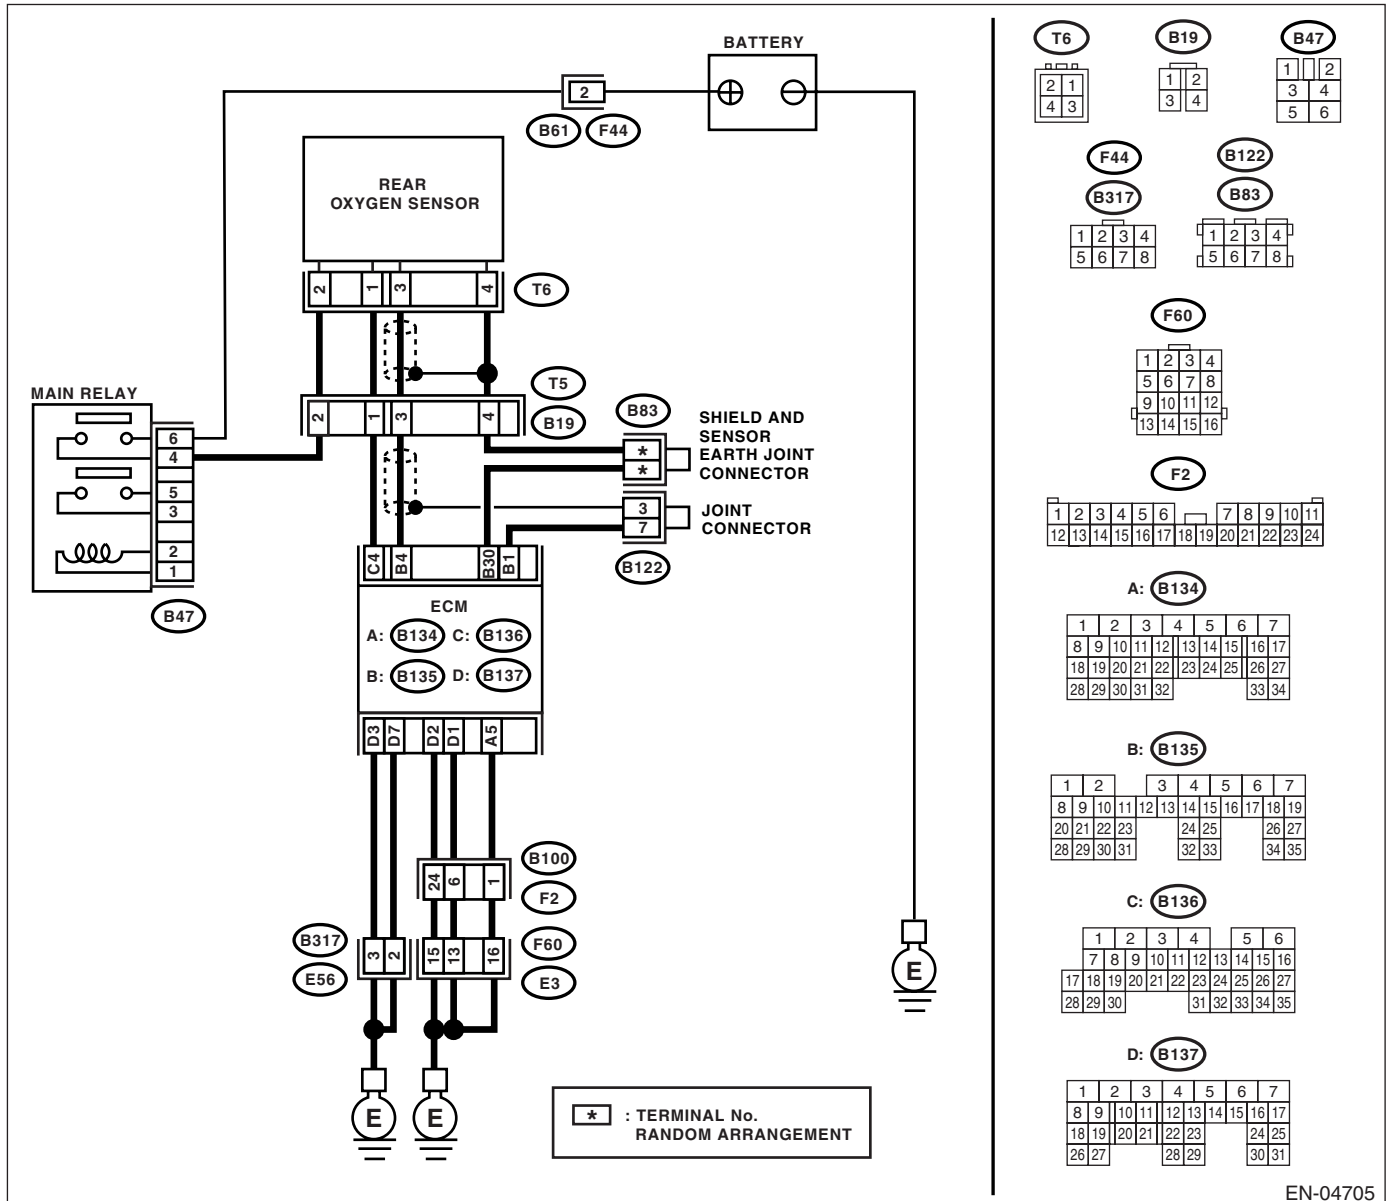 BATTERY
2
B61 F44
REAR
OXYGEN SENSOR
2 1 3 4
T6
MAIN RELAY
6
4
5
3
2
1
B47
2 1 3 4
T5
B19
B83
*
*
SHIELD AND
SENSOR
EARTH JOINT
CONNECTOR
3
7
JOINT
CONNECTOR
B122
C4 B4 B30 B1
ECM
A: B134 C: B136
B: B135 D: B137
D3 D7 D2 D1 A5
24 6 1
B100
F2
B317
E56
3 2
15 13 16
F60
E3
E E
E
* : TERMINAL No.
RANDOM ARRANGEMENT
T6
2 1
4 3
B19
1 2
3 4
B47
1 2
3 4
5 6
F44
B317
1 2 3 4
5 6 7 8
B122
B83
1 2 3 4
5 6 7 8
F60
1 2 3 4
5 6 7 8
9 10 11 12
13 14 15 16
F2
1 2 3 4 5 6 7 8 9 10 11
12 13 14 15 16 17 18 19 20 21 22 23 24
A: B134
1 2 3 4 5 6 7
8 9 10 11 12 13 14 15 16 17
18 19 20 21 22 23 24 25 26 27
28 29 30 31 32 33 34
B: B135
1 2 3 4 5 6 7
8 9 10 11 12 13 14 15 16 17 18 19
20 21 22 23 24 25 26 27
28 29 30 31 32 33 34 35
C: B136
1 2 3 4 5 6
7 8 9 10 11 12 13 14 15 16
17 18 19 20 21 22 23 24 25 26 27
28 29 30 31 32 33 34 35
D: B137
1 2 3 4 5 6 7
8 9 10 11 12 13 14 15 16 17
18 19 20 21 22 23 24 25
26 27 28 29 30 31
EN-04705